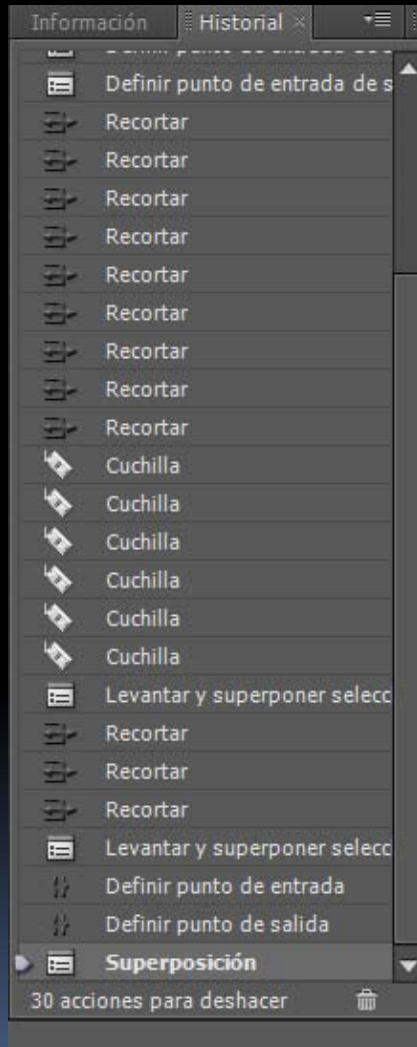 Información Historial ×
Definir punto de entrada de s
Recortar
Recortar
Recortar
Recortar
Recortar
Recortar
Recortar
Recortar
Recortar
Cuchilla
Cuchilla
Cuchilla
Cuchilla
Cuchilla
Cuchilla
Levantar y superponer selecc
Recortar
Recortar
Recortar
Levantar y superponer selecc
Definir punto de entrada
Definir punto de salida
Superposición
30 acciones para deshacer